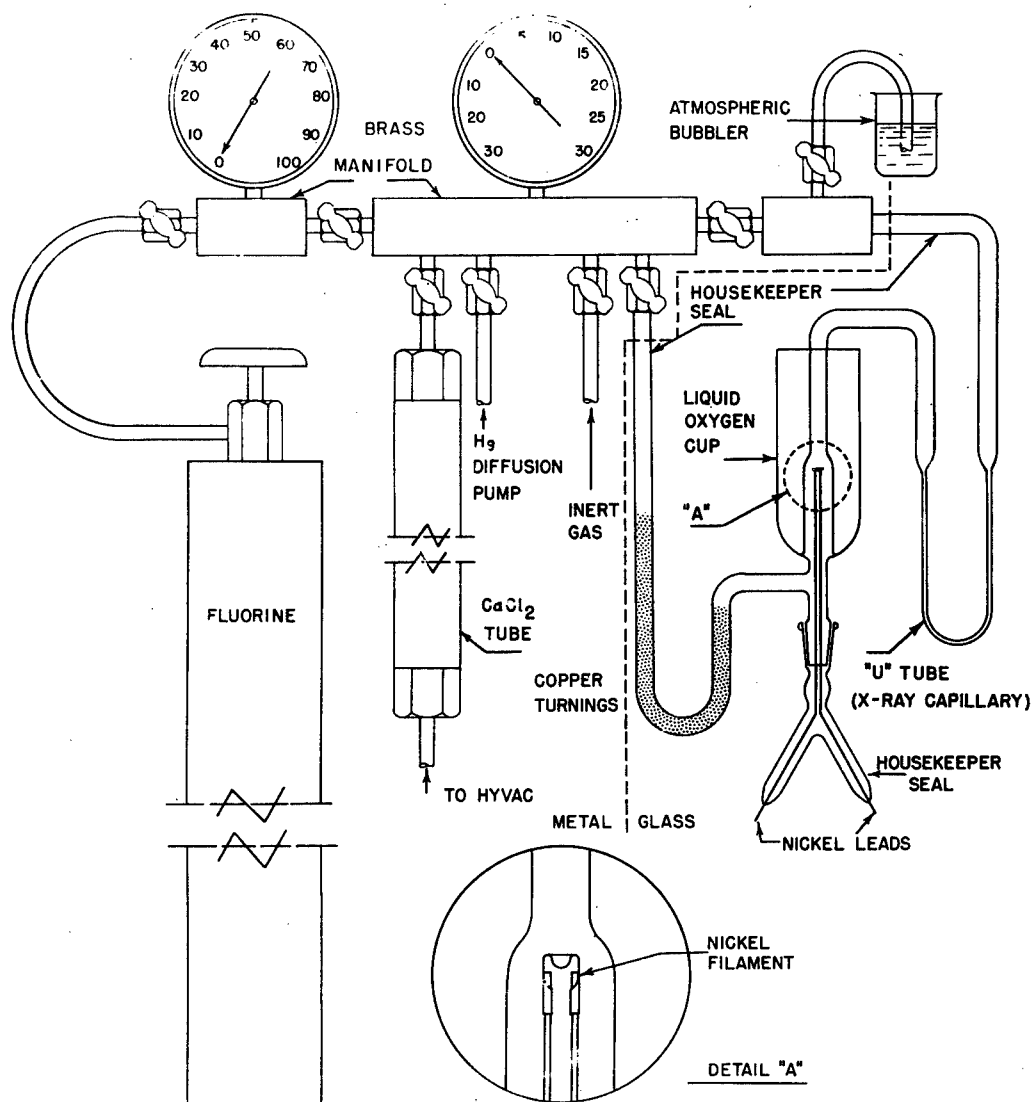 40 50 60
30 70
20 80
10 90
0 100
5 10
0 15
10 20
20 25
30 30
BRASS
MANIFOLD
ATMOSPHERIC
BUBBLER
HOUSEKEEPER
SEAL
LIQUID
OXYGEN
CUP
"A"
Hg
DIFFUSION
PUMP
INERT
GAS
FLUORINE
CaCl2
TUBE
COPPER
TURNINGS
"U" TUBE
(X-RAY CAPILLARY)
HOUSEKEEPER
SEAL
TO HYVAC
METAL GLASS
NICKEL LEADS
NICKEL
FILAMENT
DETAIL "A"